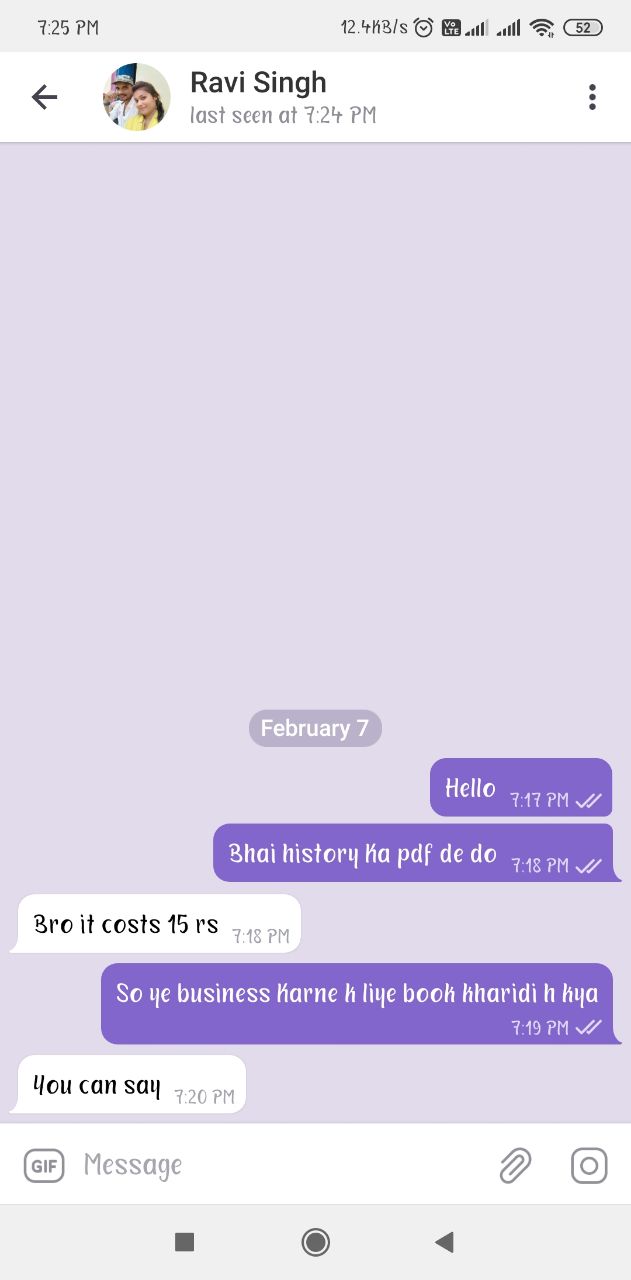 7:25 PM 12.4KB/s Vo LTE 52
Ravi Singh
last seen at 7:24 PM
February 7
Hello 7:17 PM
Bhai history ka pdf de do 7:18 PM
Bro it costs 15 rs 7:18 PM
So ye business karne k liye book kharidi h kya
7:19 PM
You can say 7:20 PM
GIF Message